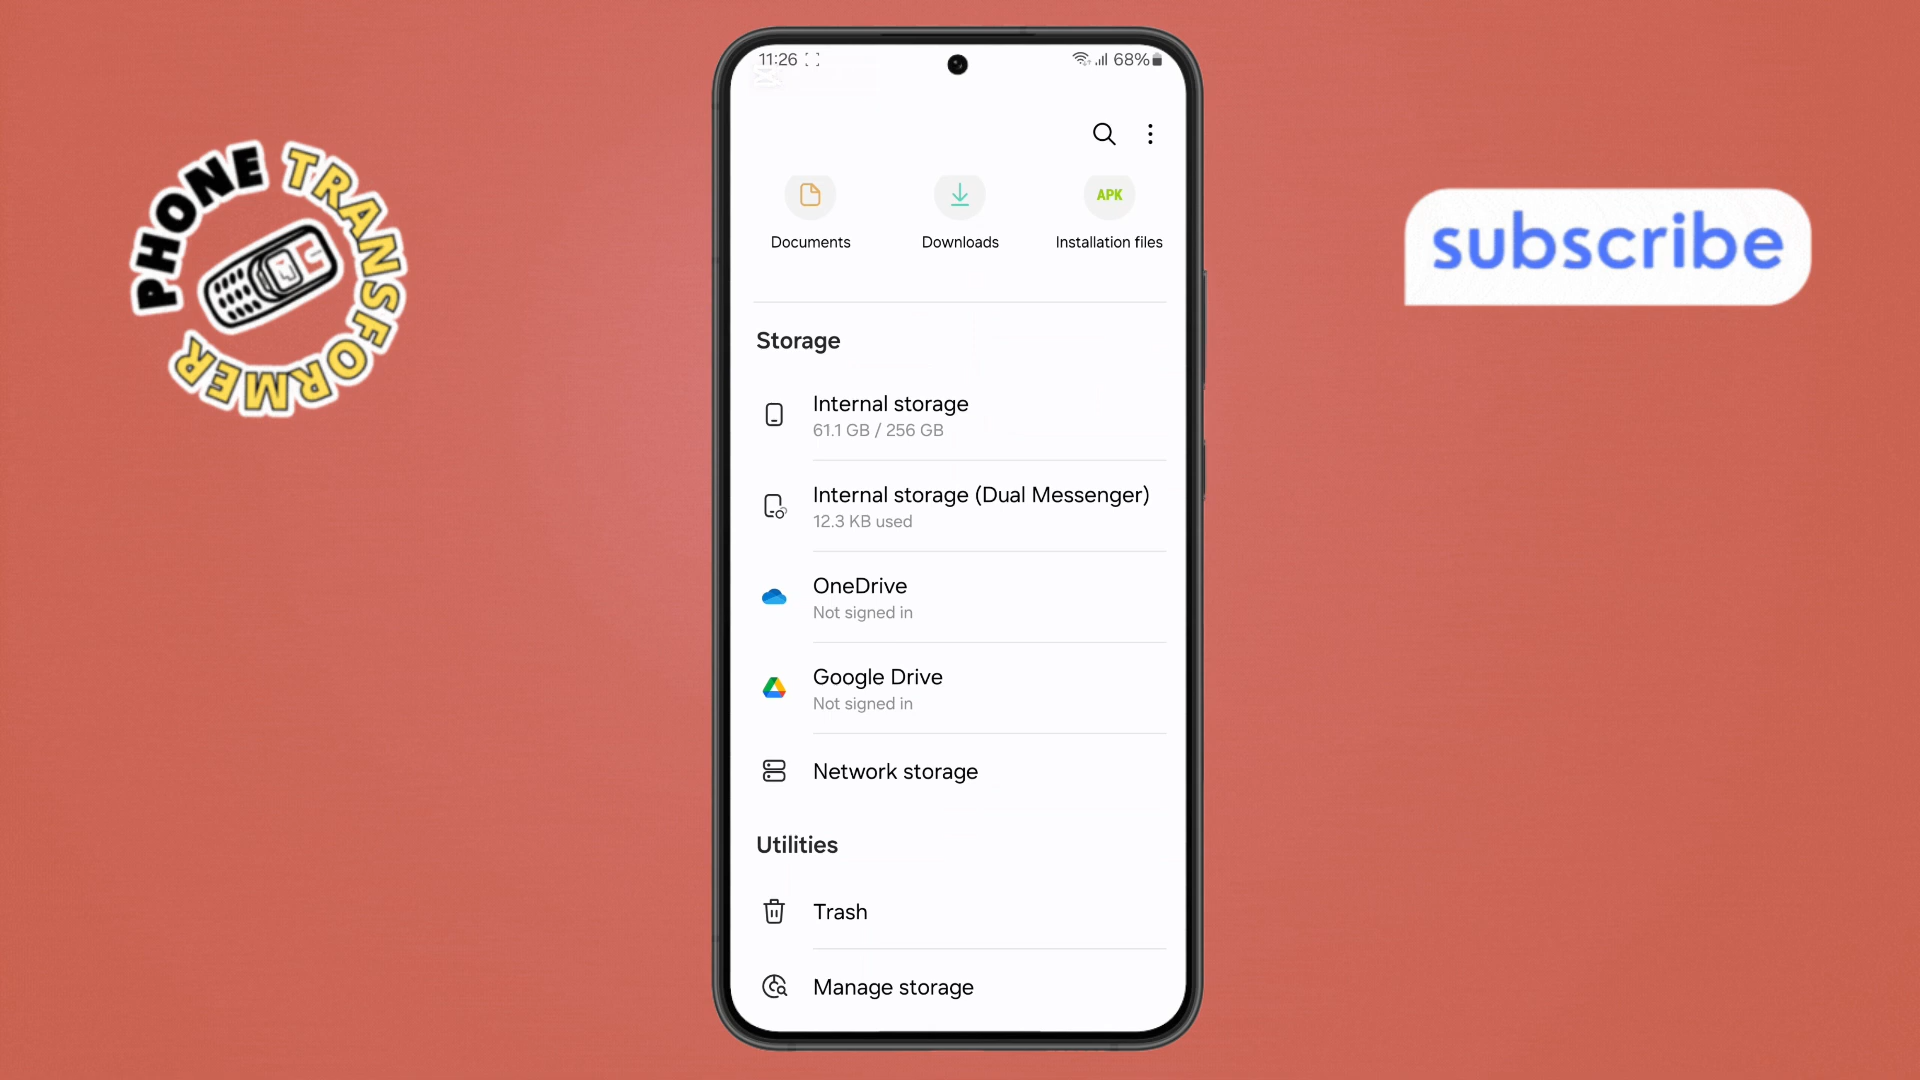 PHONE TRANSFORMER
subscribe
11:26
68%
APK
Documents
Downloads
Installation files
Storage
Internal storage
61.1 GB / 256 GB
Internal storage (Dual Messenger)
12.3 KB used
OneDrive
Not signed in
Google Drive
Not signed in
Network storage
Utilities
Trash
Manage storage